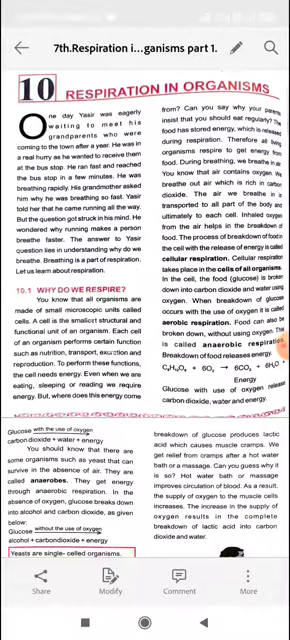 7th.Respiration i...ganisms part 1.
10 RESPIRATION IN ORGANISMS
One day Yasir was eagerly
waiting to meet his
grandparents who were
coming to the town after a year. He was in
a real hurry as he wanted to receive them
at the bus stop. He ran fast and reached
the bus stop in a few minutes. He was
breathing rapidly. His grandmother asked
him why he was breathing so fast. Yasir
told her that he came running all the way.
But the question got struck in his mind. He
wondered why running makes a person
breathe faster. The answer to Yasir
question lies in understanding why do we
breathe. Breathing is a part of respiration.
Let us learn about respiration.
10.1 WHY DO WE RESPIRE?
You know that all organisms are
made of small microscopic units called
cells. A cell is the smallest structural and
functional unit of an organism. Each cell
of an organism performs certain function
such as nutrition, transport, excretion and
reproduction. To perform these functions,
the cell needs energy. Even when we are
eating, sleeping or reading we require
energy. But, where does this energy come
from? Can you say why your parents
insist that you should eat regularly? The
food has stored energy, which is released
during respiration. Therefore all living
organisms respire to get energy from
food. During breathing, we breathe in air
You know that air contains oxygen. We
breathe out air which is rich in carbon
dioxide. The air we breathe in is
transported to all part of the body and
ultimately to each cell. Inhaled oxygen
from the air helps in the breakdown of
food. The process of breakdown of food in
the cell with the release of energy is called
cellular respiration. Cellular respiration
takes place in the cells of all organisms.
In the cell, the food (glucose) is broken
down into carbon dioxide and water using
oxygen. When breakdown of glucose
occurs with the use of oxygen it is called
aerobic respiration. Food can also be
broken down, without using oxygen. This
is called anaerobic respiration.
Breakdown of food releases energy.
C₆H₁₂O₆ + 6O₂ → 6CO₂ + 6H₂O +
Energy
Glucose with use of oxygen release
carbon dioxide, water and energy.
Glucose with the use of oxygen
carbon dioxide + water + energy
You should know that there are
some organisms such as yeast that can
survive in the absence of air. They are
called anaerobes. They get energy
through anaerobic respiration. In the
absence of oxygen, glucose breaks down
into alcohol and carbon dioxide, as given
below:
Glucose without the use of oxygen
alcohol + carbondioxide + energy
Yeasts are single- celled organisms.
breakdown of glucose produces lactic
acid which causes muscle cramps. We
get relief from cramps after a hot water
bath or a massage. Can you guess why it
is so? Hot water bath or massage
improves circulation of blood. As a result,
the supply of oxygen to the muscle cells
increases. The increase in the supply of
oxygen results in the complete
breakdown of lactic acid into carbon
dioxide and water.
Share
Modify
Comment
More